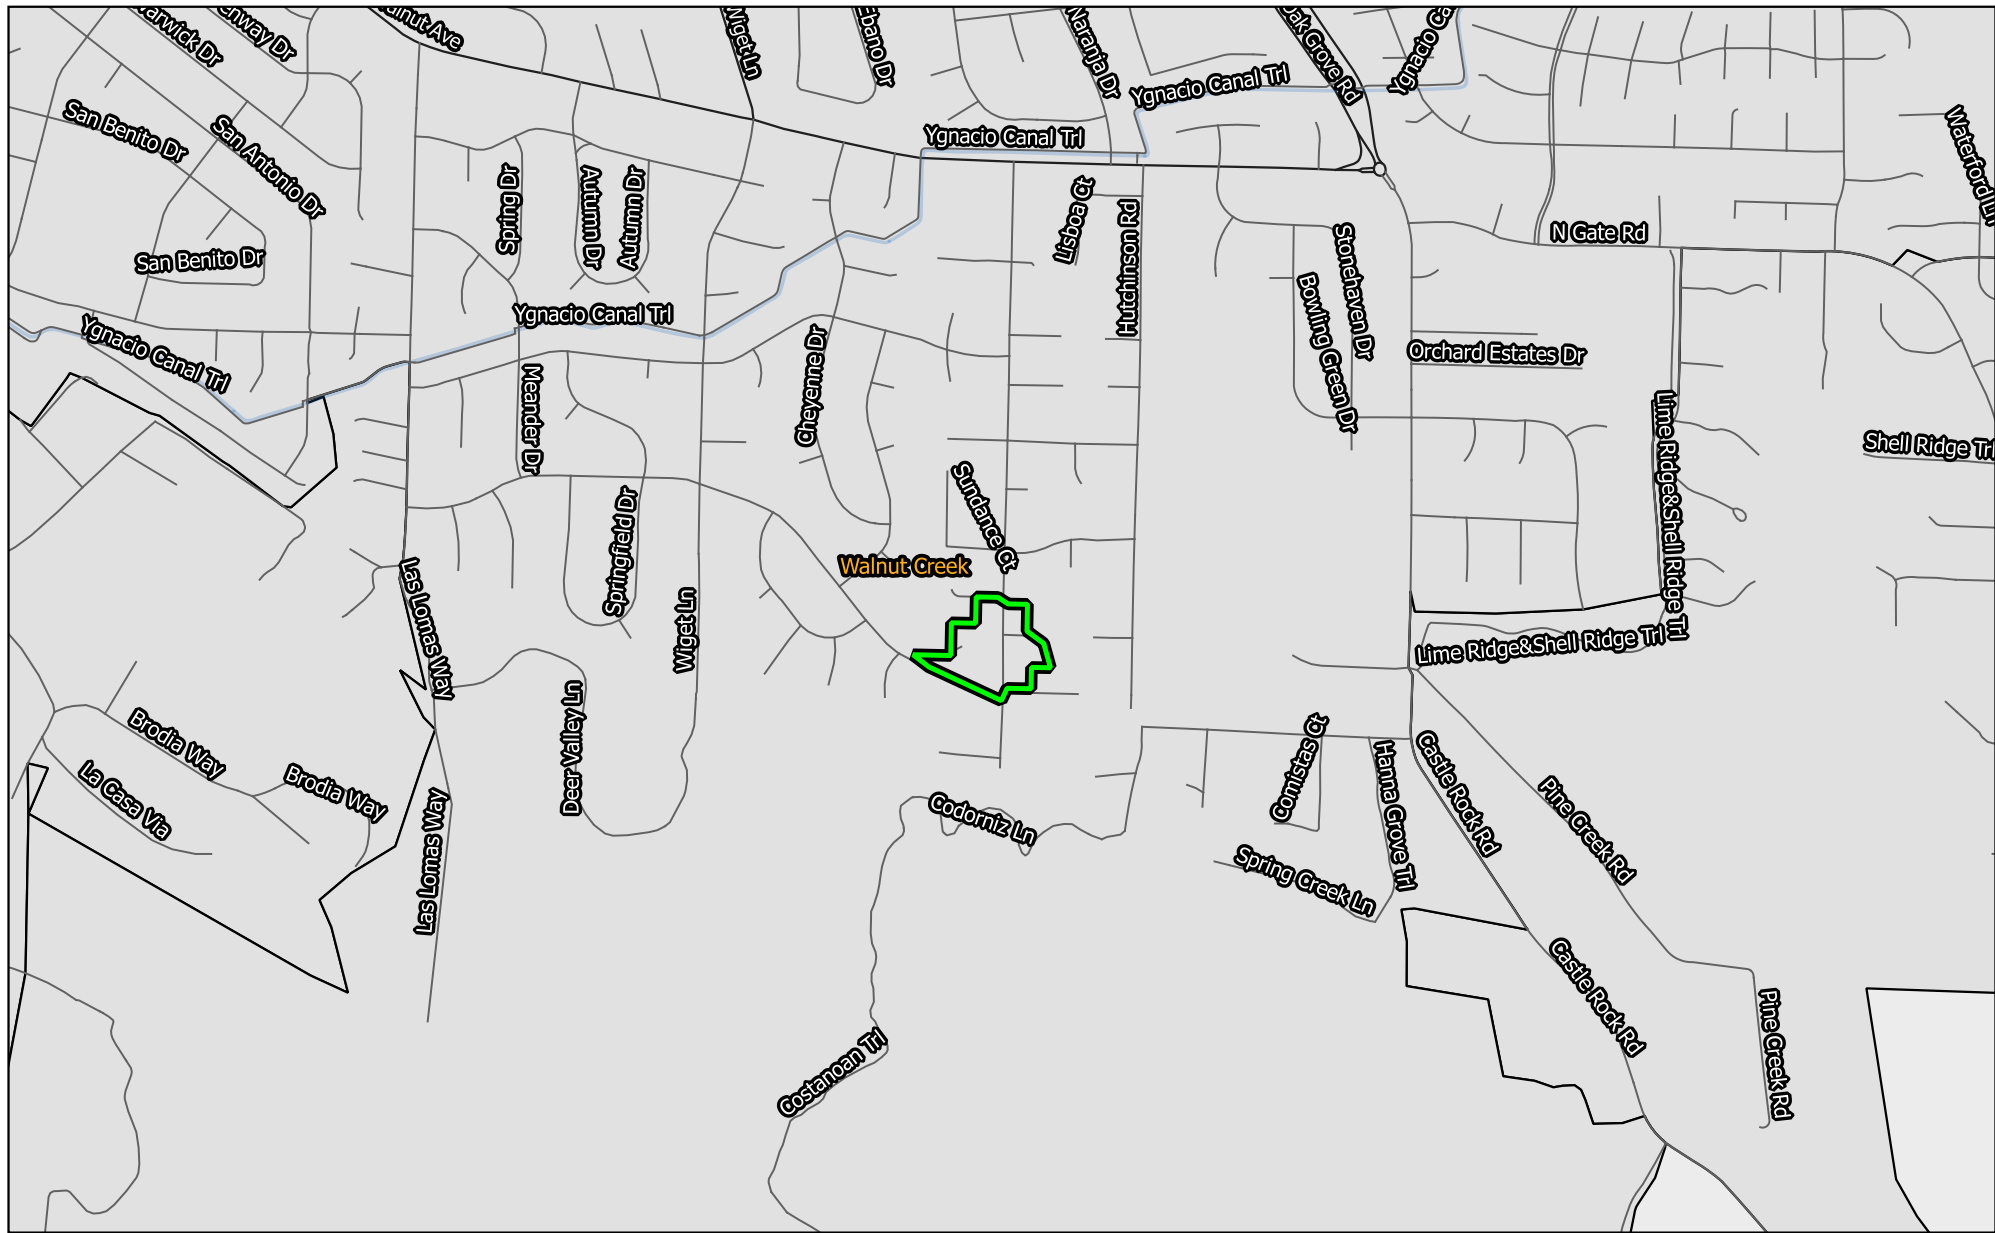 Walnut Ave
Wiget Ln
Ygnacio Canal Trl
San Benito Dr
San Antonio Dr
Ygnacio Canal Trl
N Gate Rd
Spring Dr
Autumn Dr
Autumn Dr
Lisboa Ct
Hutchinson Rd
Stonehaven Dr
San Benito Dr
Bowling Green Dr
Ygnacio Canal Trl
Ygnacio Canal Trl
Cheyenne Dr
Orchard Estates Dr
Meander Dr
Lime Ridge&Shell Ridge Trl
Shell Ridge Trl
Sundance Ct
Springfield Dr
Walnut Creek
Las Lomas Way
Wiget Ln
Lime Ridge&Shell Ridge Trl
Deer Valley Ln
Brodia Way
Brodia Way
La Casa Via
Comistas Ct
Hanna Grove Trl
Castle Rock Rd
Pine Creek Rd
Codorniz Ln
Las Lomas Way
Spring Creek Ln
Castle Rock Rd
Pine Creek Rd
Costanoan Trl
Naranja Dr
Oak Grove Rd
Ygnacio Ca
Ebano Dr
arwick Dr
enway Dr
Waterford Ln